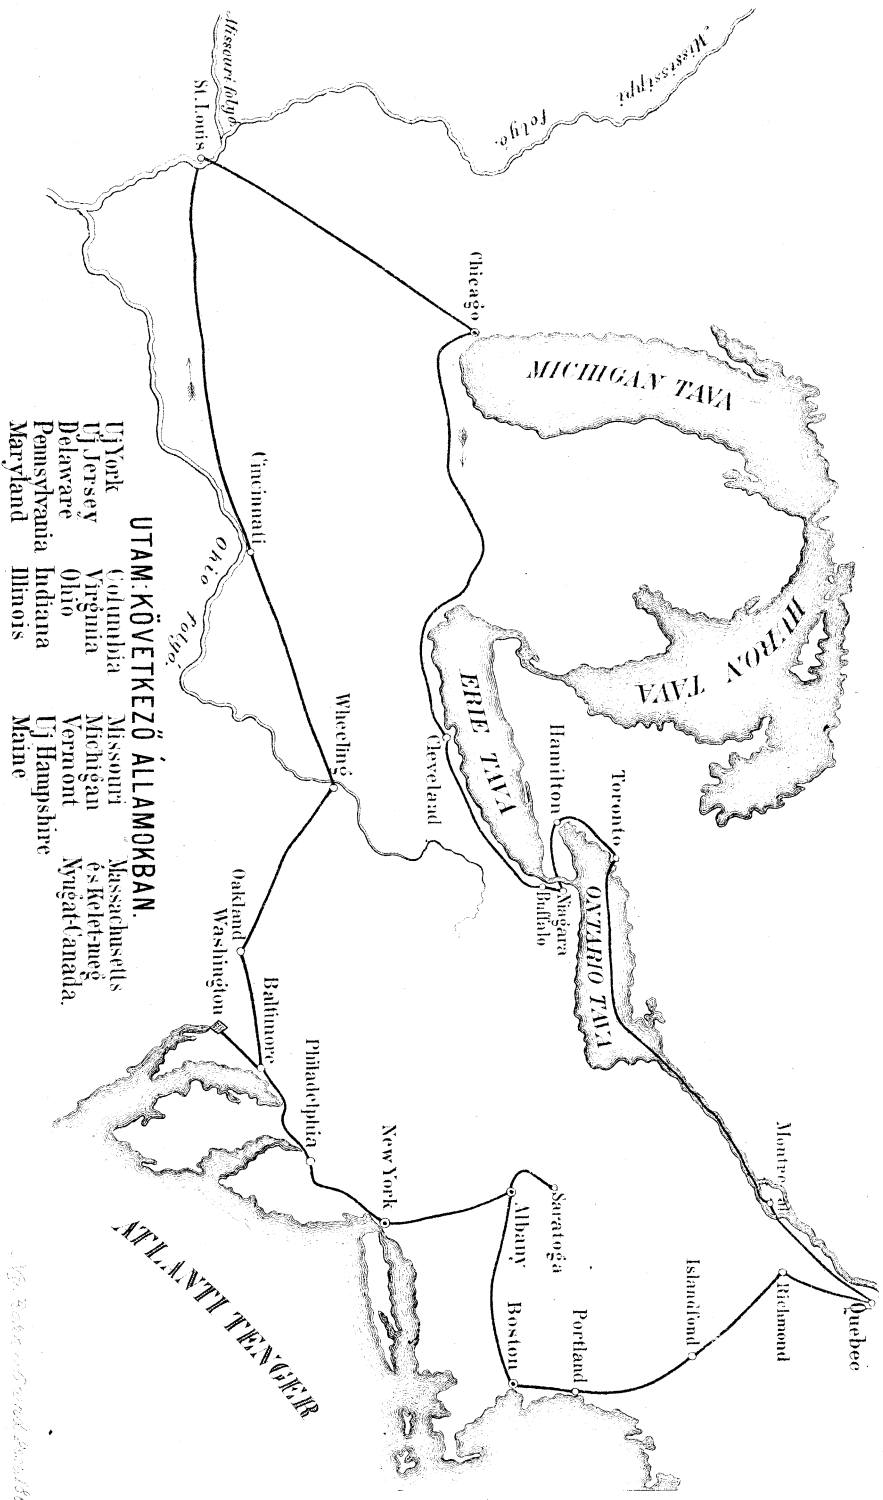 Mississippi folyó.
Missouri folyó.
St. Louis
Chicago
MICHIGAN TAVA
HURON TAVA
ERIE TAVA
ONTARIO TAVA
Hamilton
Toronto
Niagara
Buffalo
Cleveland
Cincinnati
Ohio folyó.
Wheeling
Oakland
Washington
Baltimore
Philadelphia
New York
Albany
Saratoga
Boston
Portland
Islandfond
Richmond
Quebec
Montreal
ATLANTI TENGER
UTAM KÖVETKEZŐ ÁLLAMOKBAN.
Uj York Columbia Missouri Massachusetts
Uj Jersey Virginia Michigan és Kelet-meg
Delaware Ohio Vermont Nyugat-Canada.
Pennsylvania Indiana Uj Hampshire
Maryland Illinois Maine